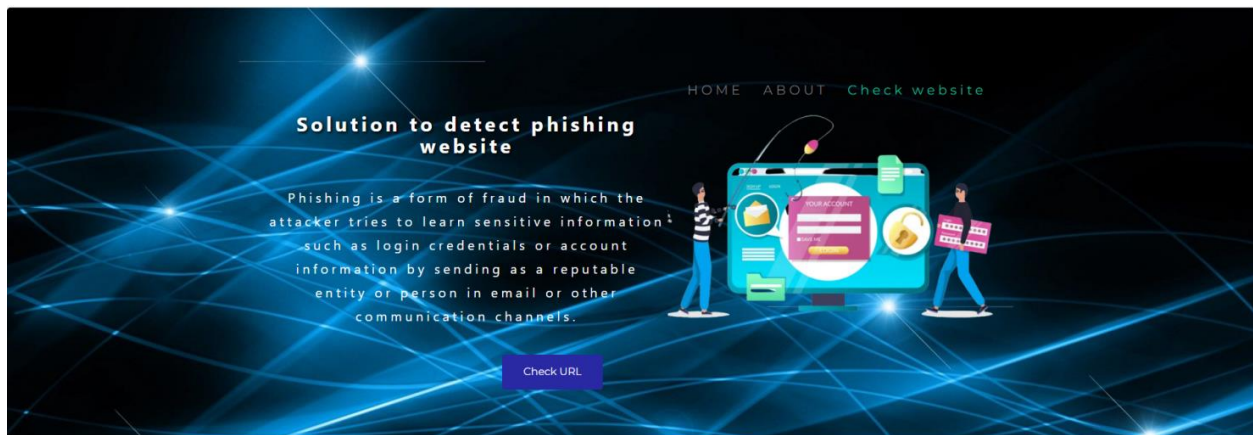 HOME ABOUT Check website
Solution to detect phishing
website
Phishing is a form of fraud in which the
attacker tries to learn sensitive information
such as login credentials or account
information by sending as a reputable
entity or person in email or other
communication channels.
YOUR ACCOUNT
LOGIN
Check URL